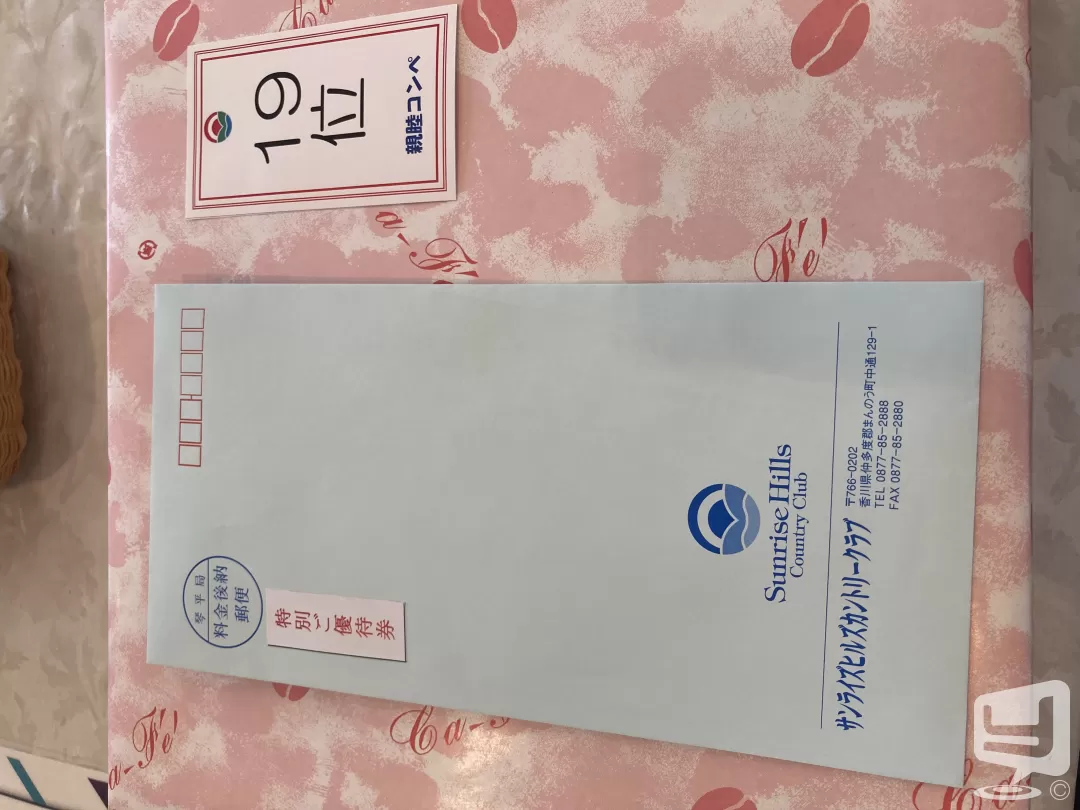 19
位
親睦コンペ
琴平局
料金後納
郵便
特別ご優待券
Sunrise Hills
Country Club
サンライズヒルズカントリークラブ
〒766-0202
香川県仲多度郡まんのう町中通129-1
TEL 0877-85-2888
FAX 0877-85-2880
Ca-Fé!
Ca-Fé!